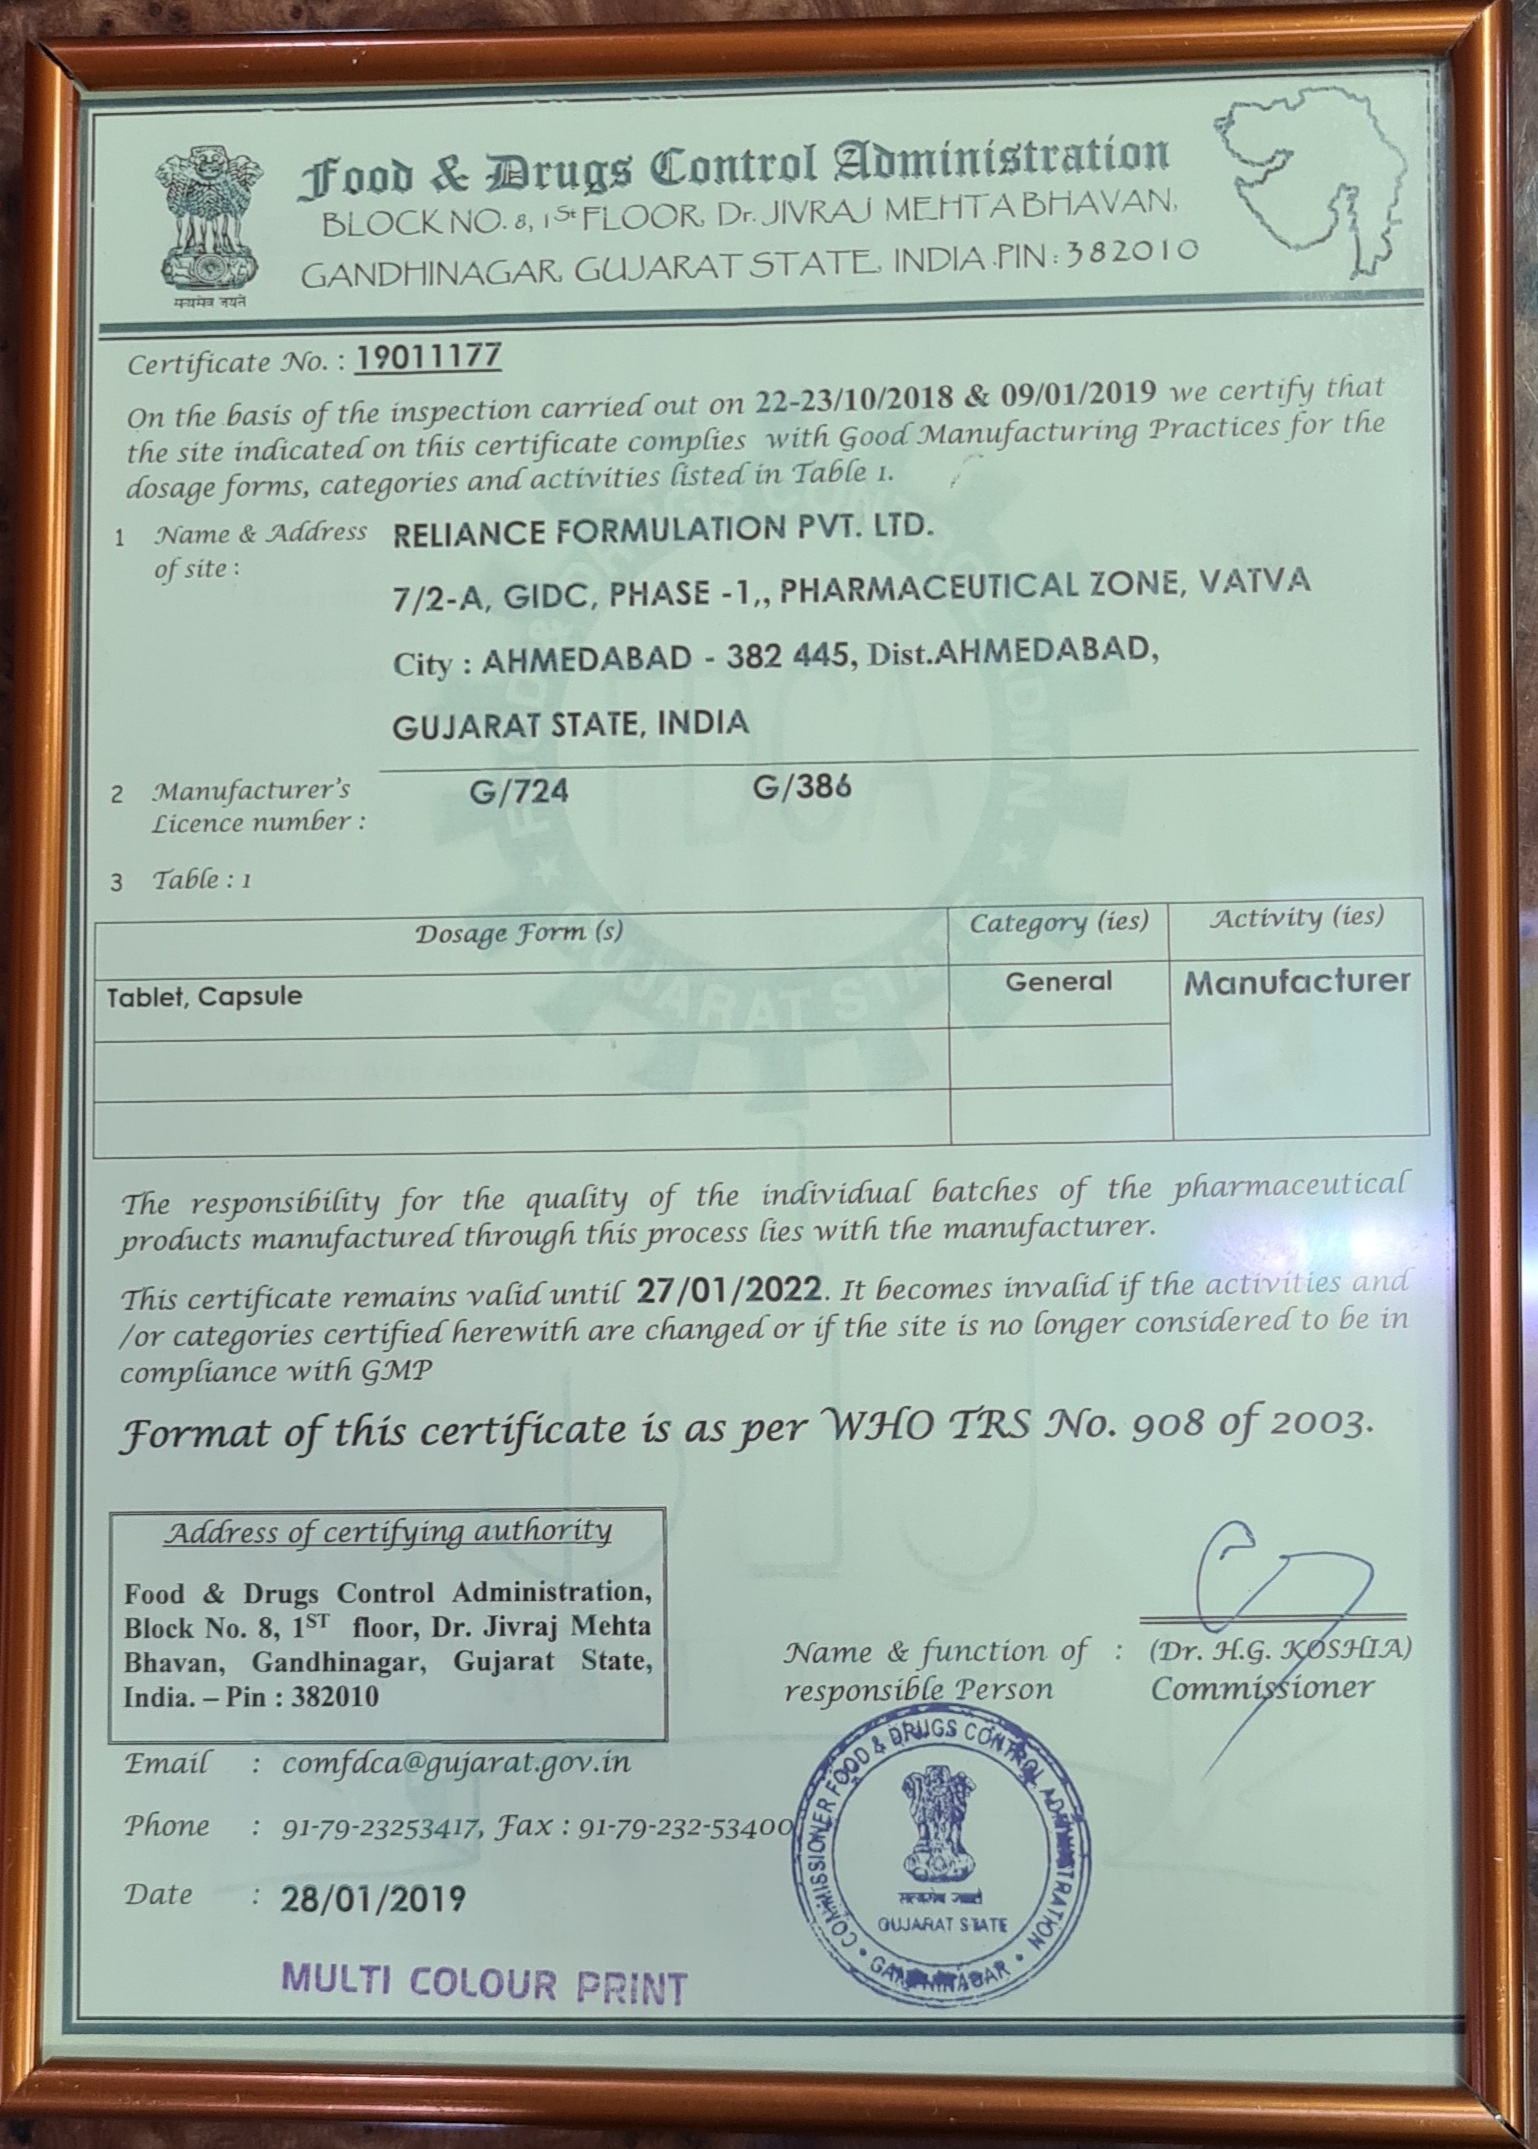 Food & Drugs Control Administration
BLOCK NO. 8, 1St FLOOR, Dr. JIVRAJ MEHTA BHAVAN,
GANDHINAGAR, GUJARAT STATE, INDIA. PIN : 382010
सत्यमेव जयते
Certificate No. : 19011177
On the basis of the inspection carried out on 22-23/10/2018 & 09/01/2019 we certify that
the site indicated on this certificate complies with Good Manufacturing Practices for the
dosage forms, categories and activities listed in Table 1.
1 Name & Address RELIANCE FORMULATION PVT. LTD.
of site :
7/2-A, GIDC, PHASE -1,, PHARMACEUTICAL ZONE, VATVA
City : AHMEDABAD - 382 445, Dist.AHMEDABAD,
GUJARAT STATE, INDIA
2 Manufacturer's G/724 G/386
Licence number :
3 Table : 1
Dosage Form (s) Category (ies) Activity (ies)
Tablet, Capsule General Manufacturer
The responsibility for the quality of the individual batches of the pharmaceutical
products manufactured through this process lies with the manufacturer.
This certificate remains valid until 27/01/2022. It becomes invalid if the activities and
/or categories certified herewith are changed or if the site is no longer considered to be in
compliance with GMP
Format of this certificate is as per WHO TRS No. 908 of 2003.
Address of certifying authority
Food & Drugs Control Administration,
Block No. 8, 1ST floor, Dr. Jivraj Mehta
Bhavan, Gandhinagar, Gujarat State,
India. – Pin : 382010
Name & function of : (Dr. H.G. KOSHIA)
responsible Person Commissioner
Email : comfdca@gujarat.gov.in
Phone : 91-79-23253417, Fax : 91-79-232-53400
Date : 28/01/2019
MULTI COLOUR PRINT
COMMISSIONER FOOD & DRUGS CONTROL ADMINISTRATION
सत्यमेव जयते
GUJARAT STATE
GANDHINAGAR
FOOD & DRUGS CONTROL ADMN.
FDCA
GUJARAT STATE